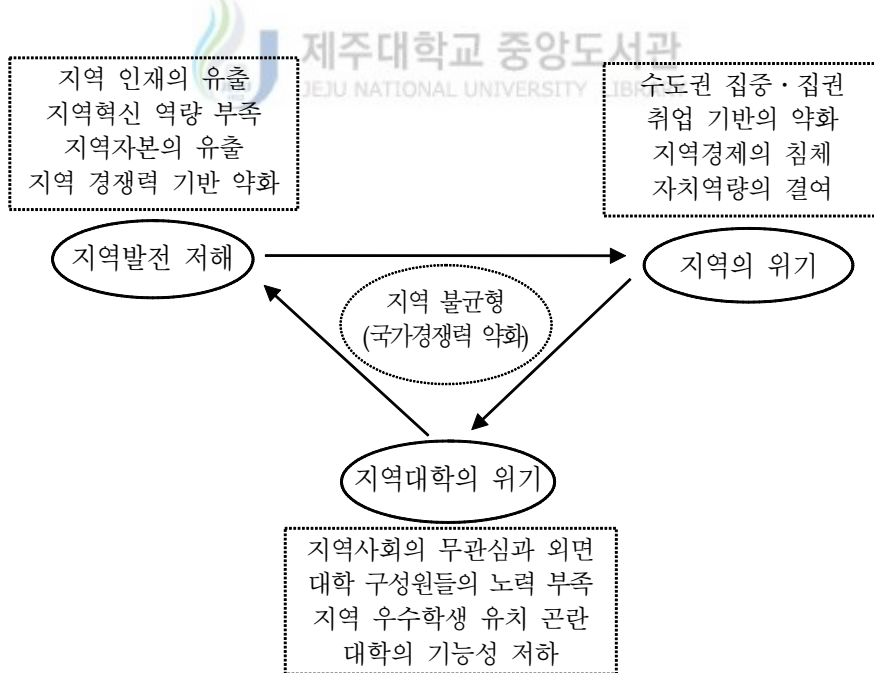 제주대학교 중앙도서관
JEJU NATIONAL UNIVERSITY LIBRARY
지역 인재의 유출
지역혁신 역량 부족
지역자본의 유출
지역 경쟁력 기반 약화
수도권 집중·집권
취업 기반의 약화
지역경제의 침체
자치역량의 결여
지역발전 저해
지역의 위기
지역 불균형
(국가경쟁력 약화)
지역대학의 위기
지역사회의 무관심과 외면
대학 구성원들의 노력 부족
지역 우수학생 유치 곤란
대학의 기능성 저하